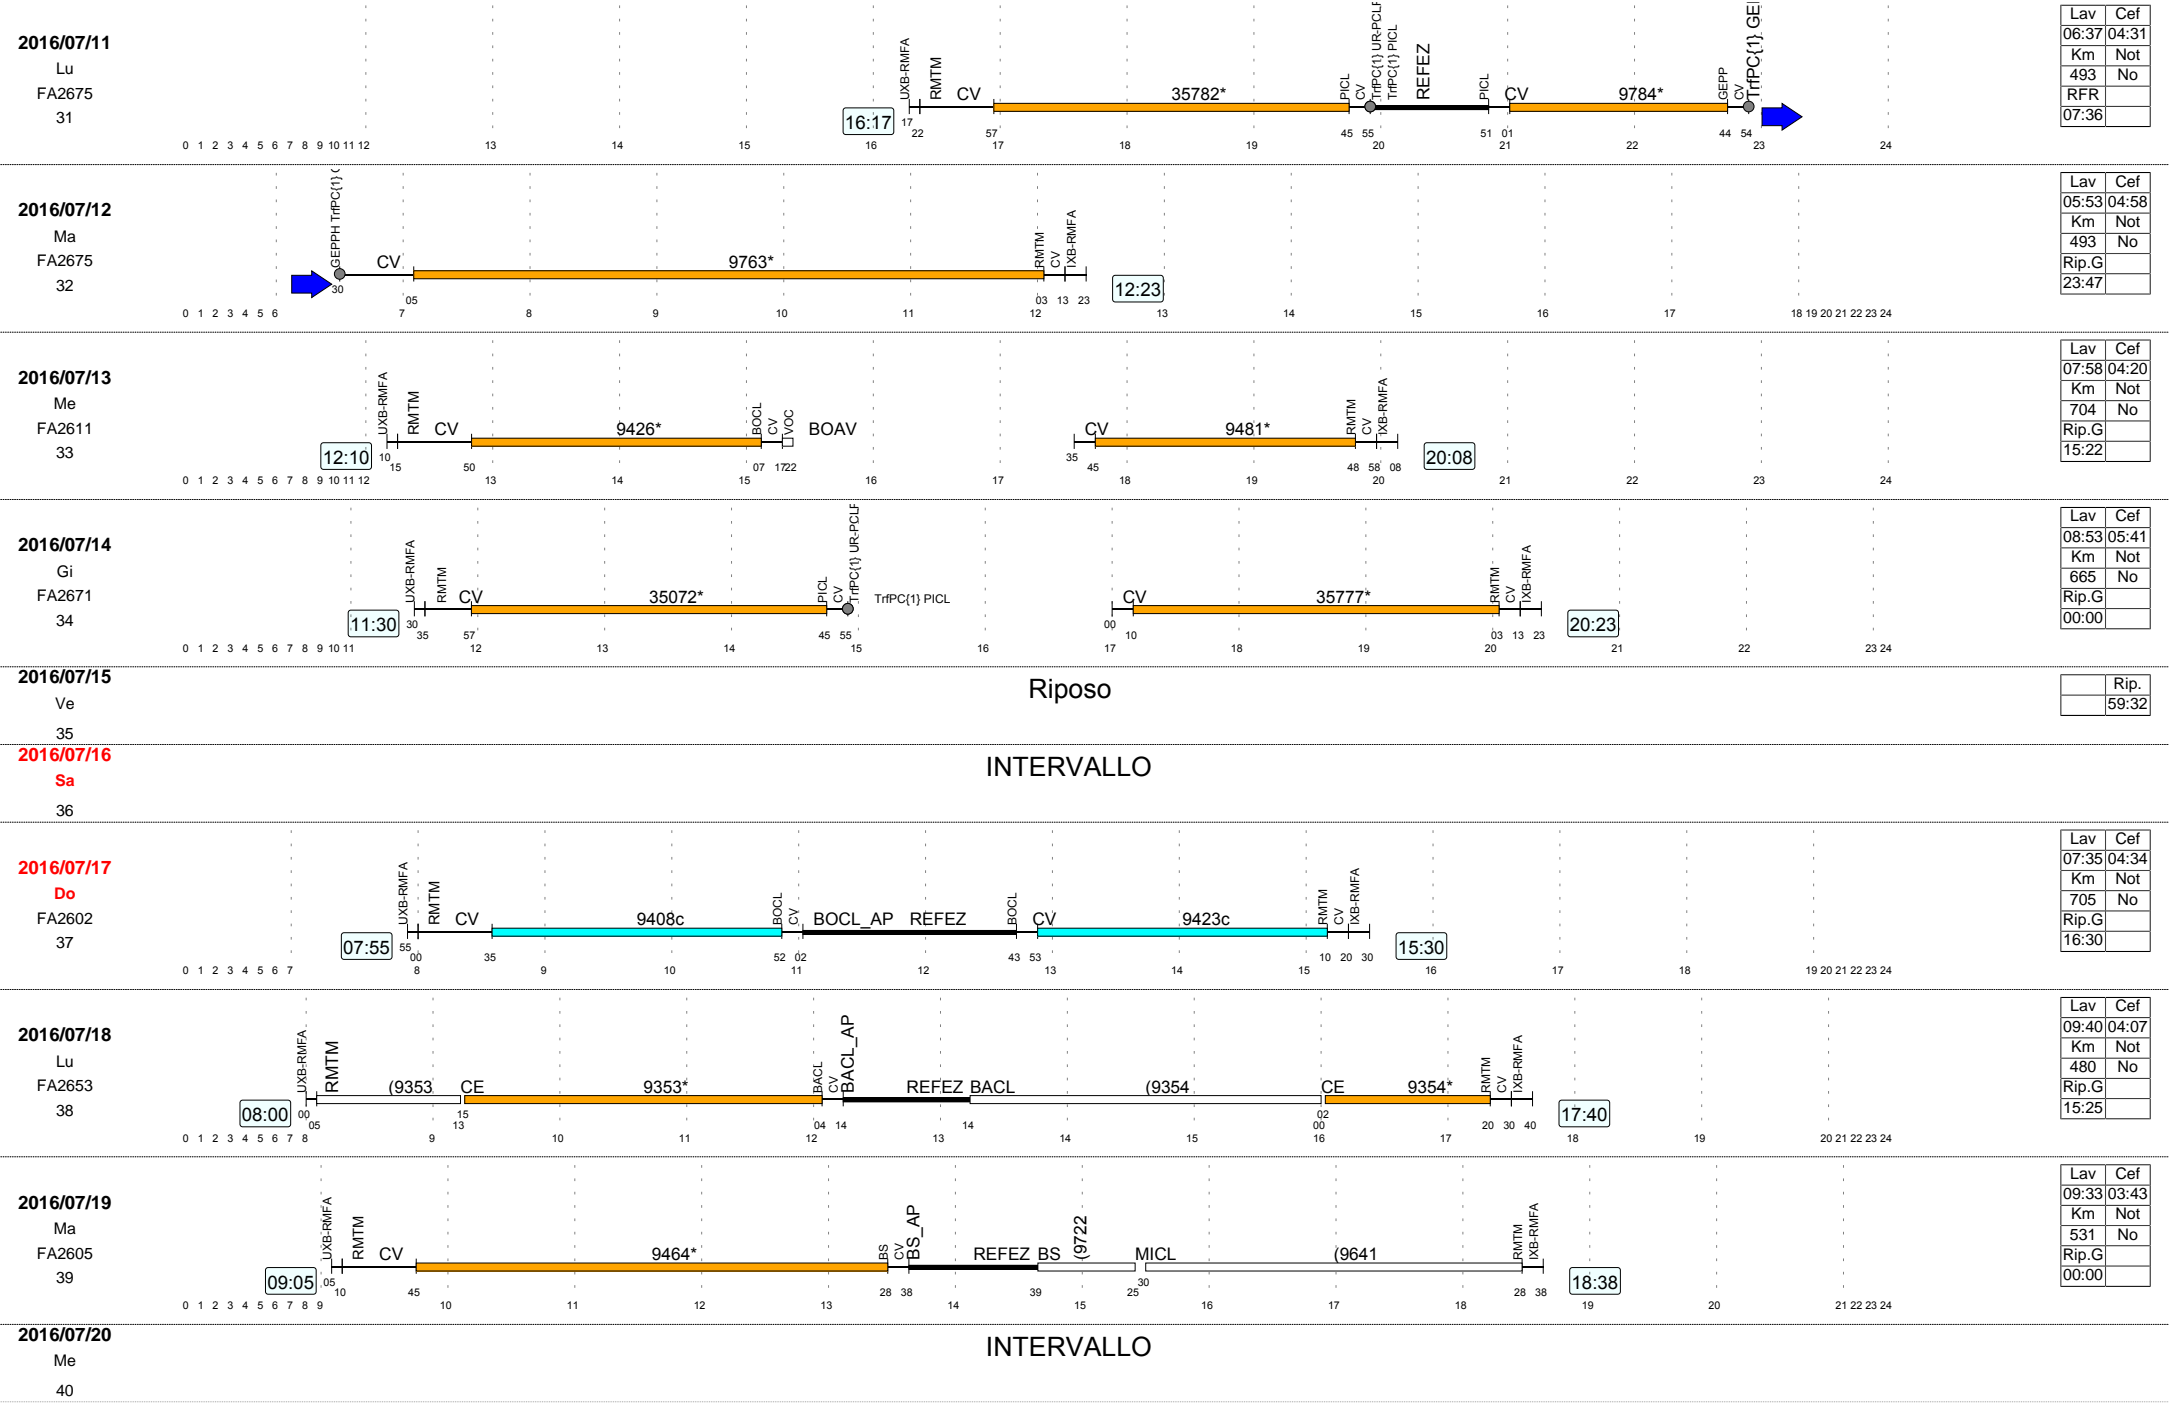 2016/07/11
Lu
FA2675
31
16:17
UXB-RMFA RMTM CV 35782* PICL CV TrfPC{1} UR-PCLF TrfPC{1} PICL REFEZ PICL CV 9784* GEPP CV TrfPC{1} GE
17 22 57 45 55 51 01 44 54
0 1 2 3 4 5 6 7 8 9 10 11 12 13 14 15 16 17 18 19 20 21 22 23 24
Lav Cef
06:37 04:31
Km Not
493 No
RFR
07:36
2016/07/12
Ma
FA2675
32
GEPPH TrfPC{1} CV 9763* RMTM CV IXB-RMFA
12:23
30 05 03 13 23
0 1 2 3 4 5 6 7 8 9 10 11 12 13 14 15 16 17 18 19 20 21 22 23 24
Lav Cef
05:53 04:58
Km Not
493 No
Rip.G
23:47
2016/07/13
Me
FA2611
33
12:10
UXB-RMFA RMTM CV 9426* BOCL CV VOC BOAV CV 9481* RMTM CV IXB-RMFA
20:08
10 15 50 07 17 22 35 45 48 58 08
0 1 2 3 4 5 6 7 8 9 10 11 12 13 14 15 16 17 18 19 20 21 22 23 24
Lav Cef
07:58 04:20
Km Not
704 No
Rip.G
15:22
2016/07/14
Gi
FA2671
34
11:30
UXB-RMFA RMTM CV 35072* PICL CV TrfPC{1} UR-PCLF TrfPC{1} PICL CV 35777* RMTM CV IXB-RMFA
20:23
30 35 57 45 55 00 10 03 13 23
0 1 2 3 4 5 6 7 8 9 10 11 12 13 14 15 16 17 18 19 20 21 22 23 24
Lav Cef
08:53 05:41
Km Not
665 No
Rip.G
00:00
2016/07/15
Ve
35
Riposo
Rip.
59:32
2016/07/16
Sa
36
INTERVALLO
2016/07/17
Do
FA2602
37
07:55
UXB-RMFA RMTM CV 9408c BOCL CV BOCL_AP REFEZ BOCL CV 9423c RMTM CV IXB-RMFA
15:30
55 00 35 52 02 43 53 10 20 30
0 1 2 3 4 5 6 7 8 9 10 11 12 13 14 15 16 17 18 19 20 21 22 23 24
Lav Cef
07:35 04:34
Km Not
705 No
Rip.G
16:30
2016/07/18
Lu
FA2653
38
08:00
UXB-RMFA RMTM (9353 CE 9353* BACL CV BACL_AP REFEZ BACL (9354 CE 9354* RMTM CV IXB-RMFA
17:40
00 05 13 15 04 14 14 00 02 20 30 40
0 1 2 3 4 5 6 7 8 9 10 11 12 13 14 15 16 17 18 19 20 21 22 23 24
Lav Cef
09:40 04:07
Km Not
480 No
Rip.G
15:25
2016/07/19
Ma
FA2605
39
09:05
UXB-RMFA RMTM CV 9464* BS CV BS_AP REFEZ BS (9722 MICL (9641 RMTM IXB-RMFA
18:38
05 10 45 28 38 39 25 30 28 38
0 1 2 3 4 5 6 7 8 9 10 11 12 13 14 15 16 17 18 19 20 21 22 23 24
Lav Cef
09:33 03:43
Km Not
531 No
Rip.G
00:00
2016/07/20
Me
40
INTERVALLO